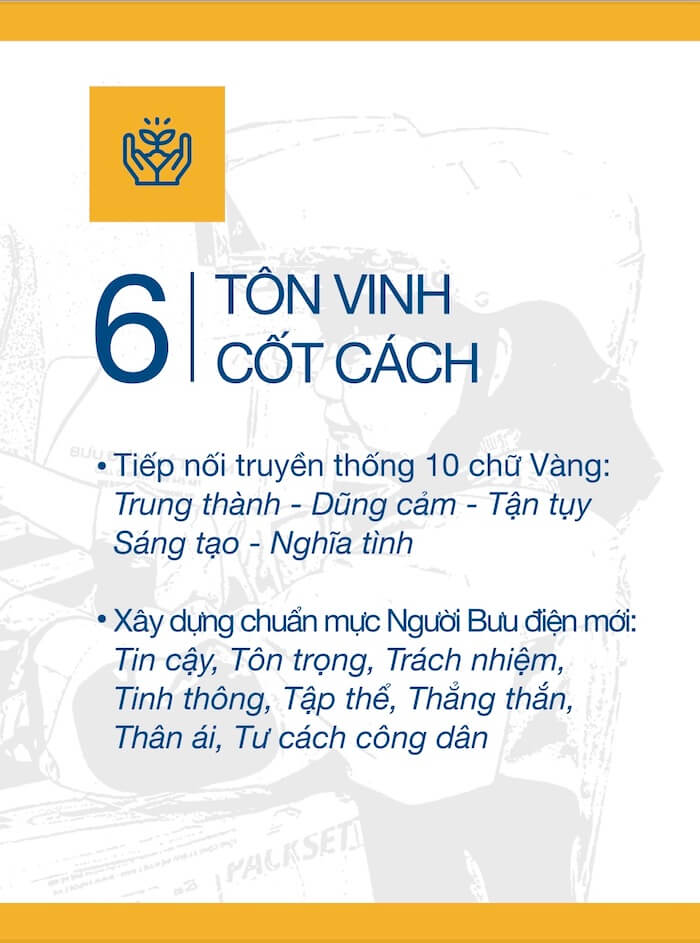 6
TÔN VINH
CỐT CÁCH
• Tiếp nối truyền thống 10 chữ Vàng:
Trung thành - Dũng cảm - Tận tụy
Sáng tạo - Nghĩa tình
• Xây dựng chuẩn mực Người Bưu điện mới:
Tin cậy, Tôn trọng, Trách nhiệm,
Tinh thông, Tập thể, Thẳng thắn,
Thân ái, Tư cách công dân
PACKSET